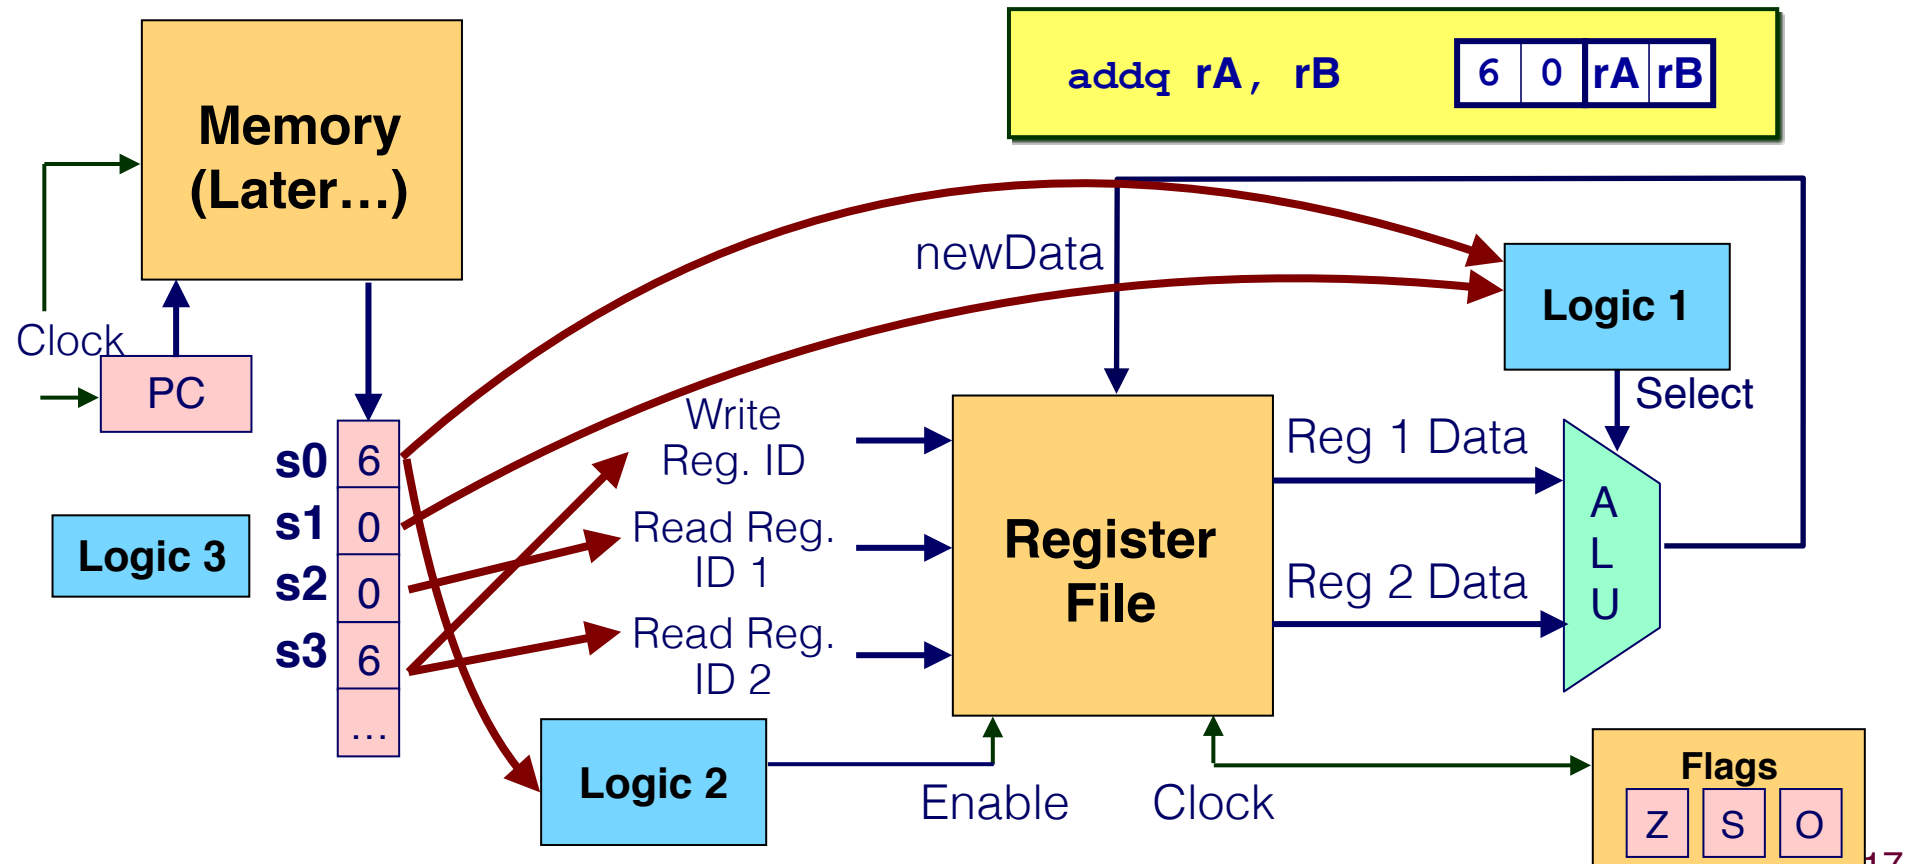 addq rA, rB
6 0 rA rB
Memory
(Later...)
Clock
PC
newData
Logic 1
Select
s0 6
s1 0
s2 0
s3 6
...
Logic 3
Write
Reg. ID
Read Reg.
ID 1
Read Reg.
ID 2
Register
File
Reg 1 Data
Reg 2 Data
A
L
U
Logic 2
Enable
Clock
Flags
Z S O
17